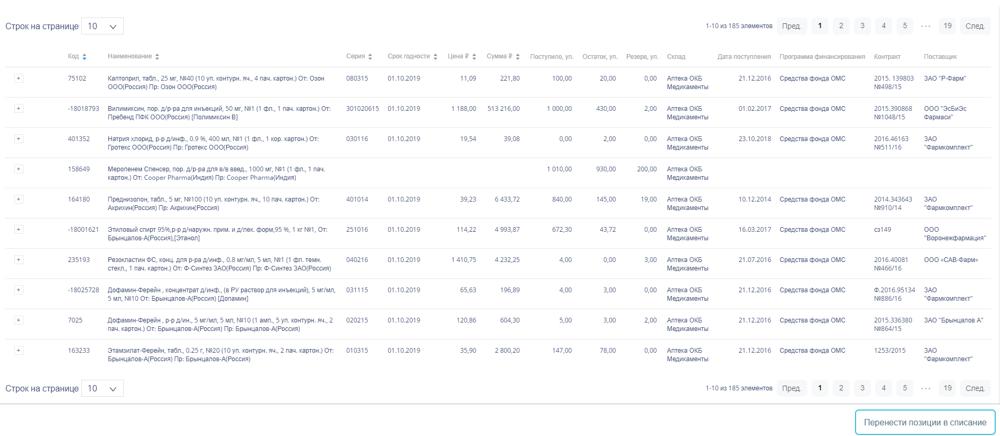 Строк на странице 10 1-10 из 185 элементов Пред. 1 2 3 4 5 ••• 19 След.
Код Наименование Серия Срок годности Цена ₽ Сумма ₽ Поступило, уп. Остаток, уп. Резерв, уп. Склад Дата поступления Программа финансирования Контракт Поставщик
+ 75102 Каптоприл, табл., 25 мг, №40 (10 уп. контурн. яч., 4 пач. картон.) От: Озон 080315 01.10.2019 11,09 221,80 100,00 20,00 0,00 Аптека ОКБ 21.12.2016 Средства фонда ОМС 2015. 139803 ЗАО "Р-Фарм"
ООО(Россия) Пр: Озон ООО(Россия) Медикаменты №498/15
+ -18018793 Вилимиксин, пор. д/р-ра для инъекций, 50 мг, №1 (1 фл., 1 пач. картон.) От: 301020615 01.10.2019 1 188,00 513 216,00 1 000,00 430,00 2,00 Аптека ОКБ 01.02.2017 Средства фонда ОМС 2015.390868 ООО "ЭсБиЭс
Пребенд ПФК ООО(Россия) [Полимиксин В] Медикаменты №1048/15 Фармаси"
+ 401352 Натрия хлорид, р-р д/инф., 0.9 %, 400 мл, №1 (1 фл., 1 кор. картон.) От: 030116 01.10.2019 19,54 39,08 0,00 2,00 0,00 Аптека ОКБ 23.10.2018 Средства фонда ОМС 2016.46163 ЗАО
Гротекс ООО(Россия) Пр: Гротекс ООО(Россия) Медикаменты №511/16 "Фармкомплект"
+ 158649 Меропенем Спенсер, пор. д/р-ра для в/в введ., 1000 мг, №1 (1 фл., 1 пач. 1 010,00 930,00 200,00 Аптека ОКБ
картон.) От: Cooper Pharma(Индия) Пр: Cooper Pharma(Индия) Медикаменты
+ 164180 Преднизолон, табл., 5 мг, №100 (10 уп. контурн. яч., 10 пач. картон.) От: 401014 01.10.2019 39,23 6 433,72 840,00 145,00 19,00 Аптека ОКБ 10.12.2014 Средства фонда ОМС 2014.343643 ЗАО
Акрихин(Россия) Пр: Акрихин(Россия) Медикаменты №910/14 "Фармкомплект"
+ -18001621 Этиловый спирт 95%,р-р д/наружн. прим. и д/лек. форм,95 %, 1 кг №1, От: 251016 01.10.2019 114,22 4 993,87 672,30 43,72 0,00 Аптека ОКБ 16.03.2017 Средства фонда ОМС сз149 ООО
Брынцалов-А(Россия),[Этанол] Медикаменты "Воронежфармация"
+ 235193 Резокластин ФС, конц. для р-ра д/инф., 0.8 мг/мл, 5 мл, №1 (1 фл. темн. 040216 01.10.2019 1 410,75 4 232,25 4,00 0,00 3,00 Аптека ОКБ 21.07.2016 Средства фонда ОМС 2016.40081 ООО «САВ-Фарм»
стекл., 1 пач. картон.) От: Ф-Синтез ЗАО(Россия) Пр: Ф-Синтез ЗАО(Россия) Медикаменты №466/16
+ -18025728 Дофамин-Ферейн , концентрат д/инф., (в РУ раствор для инъекций), 5 мг/мл, 031115 01.10.2019 65,63 196,89 4,00 3,00 0,00 Аптека ОКБ 21.12.2016 Средства фонда ОМС Ф.2016.95134 ЗАО
5 мл, №10 От: Брынцалов-А(Россия) [Допамин] Медикаменты №886/16 "Фармкомплект"
+ 7025 Дофамин-Ферейн , р-р д/ин., 5 мг/мл, 5 мл, №10 (1 амп., 5 уп. контурн. яч., 2 020215 01.10.2019 120,86 604,30 5,00 3,00 2,00 Аптека ОКБ 21.12.2016 Средства фонда ОМС 2015.336380 ЗАО "Брынцалов А"
пач. картон.) От: Брынцалов-А(Россия) Пр: Брынцалов-А(Россия) Медикаменты №864/15
+ 163233 Этамзилат-Ферейн, табл., 0.25 г, №20 (10 уп. контурн. яч., 2 пач. картон.) От: 010315 01.10.2019 35,90 2 800,20 147,00 78,00 0,00 Аптека ОКБ 21.12.2016 Средства фонда ОМС 1253/2015 ЗАО
Брынцалов-А(Россия) Пр: Брынцалов-А(Россия) Медикаменты "Фармкомплект"
Строк на странице 10 1-10 из 185 элементов Пред. 1 2 3 4 5 ••• 19 След.
Перенести позиции в списание